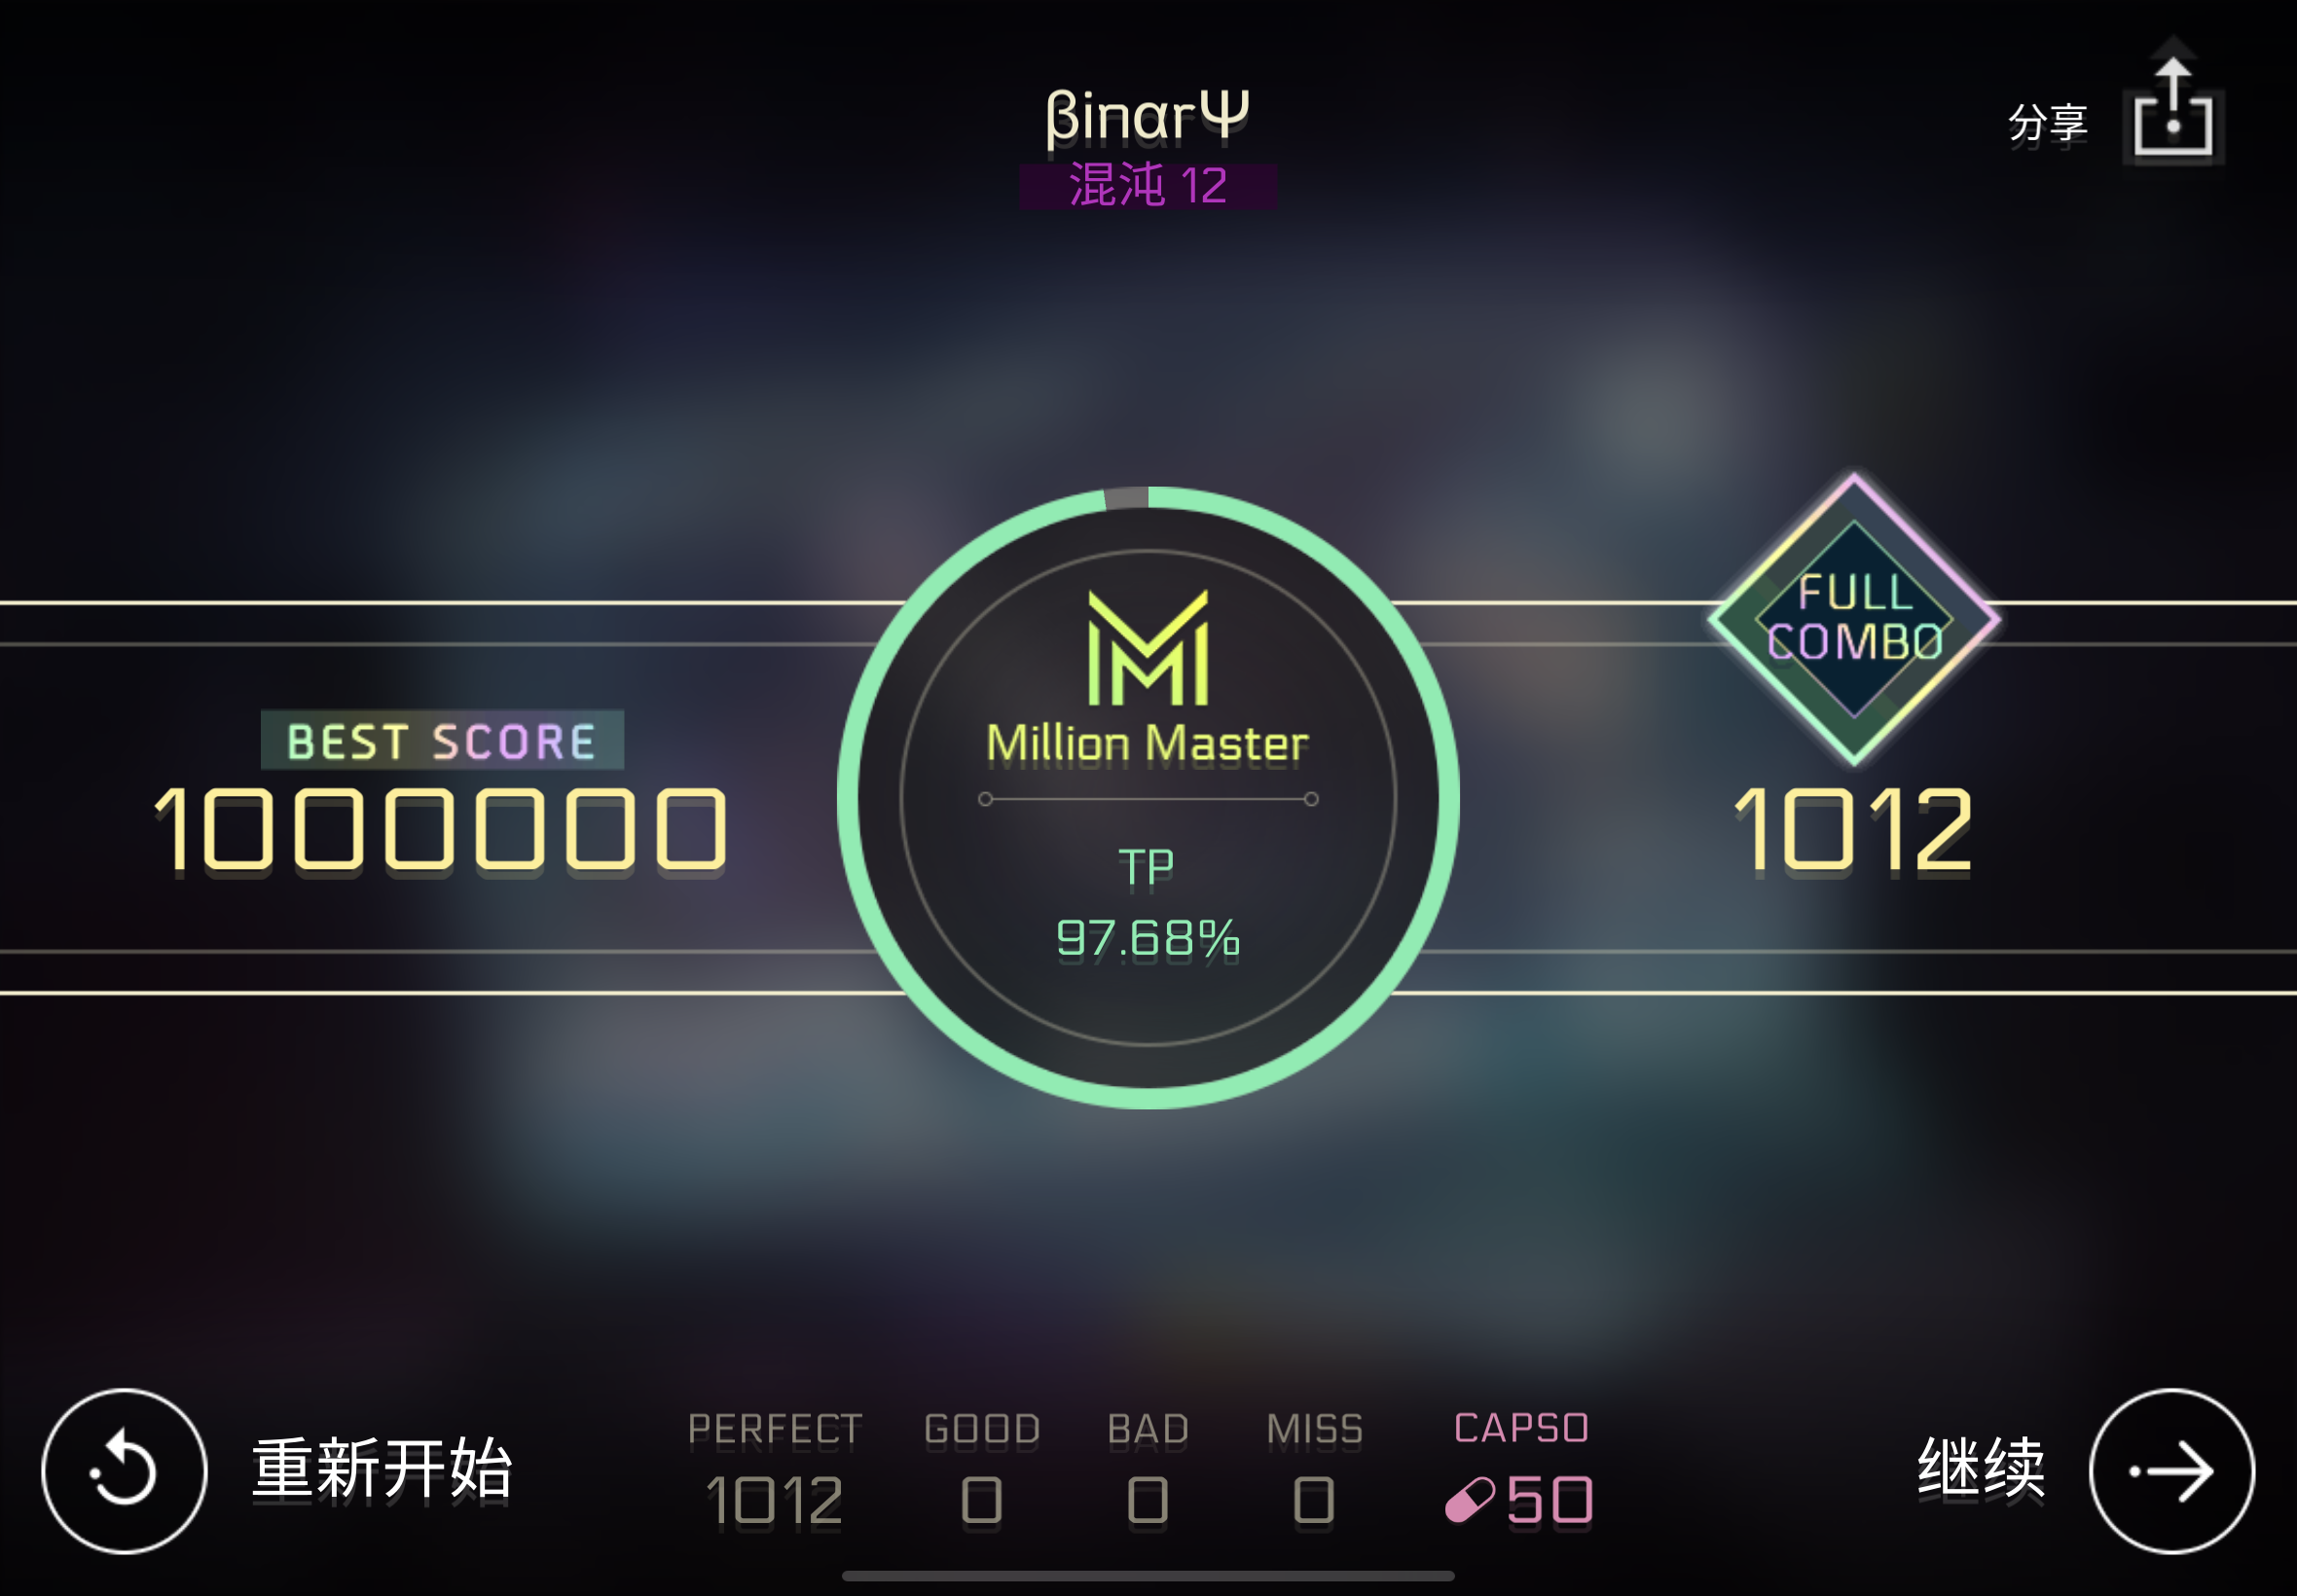 βinαrΨ
混沌 12
分享
FULL
COMBO
Million Master
BEST SCORE
1000000
1012
TP
97.68%
PERFECT GOOD BAD MISS CAPSO
1012 0 0 0 50
重新开始
继续